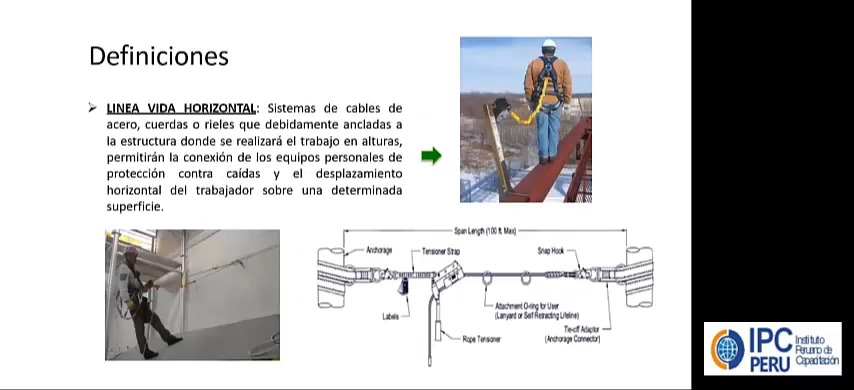 Definiciones
➢ LINEA VIDA HORIZONTAL: Sistemas de cables de
acero, cuerdas o rieles que debidamente ancladas a
la estructura donde se realizará el trabajo en alturas,
permitirán la conexión de los equipos personales de
protección contra caídas y el desplazamiento
horizontal del trabajador sobre una determinada
superficie.
Span Length (100 ft. Max)
Anchorage
Tensioner Strap
Snap Hook
Labels
Attachment O-ring for User
(Lanyard or Self Retracting Lifeline)
Rope Tensioner
Tie-off Adaptor
(Anchorage Connector)
IPC
PERU
Instituto
Peruano de
Capacitación